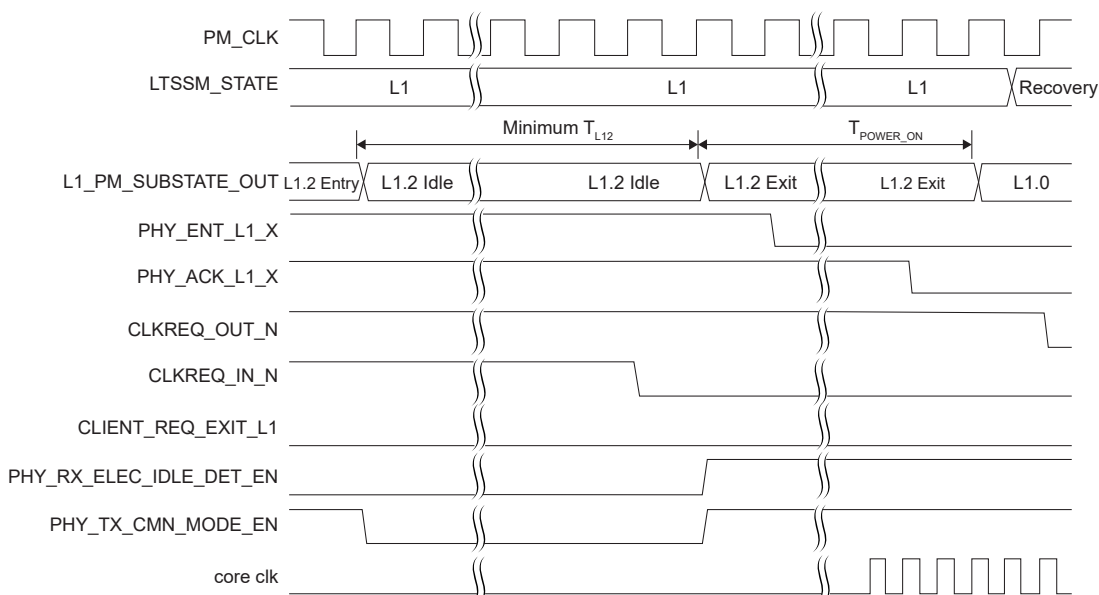 PM_CLK
LTSSM_STATE L1 L1 L1 Recovery
Minimum T_L12 T_POWER_ON
L1_PM_SUBSTATE_OUT L1.2 Entry L1.2 Idle L1.2 Idle L1.2 Exit L1.2 Exit L1.0
PHY_ENT_L1_X
PHY_ACK_L1_X
CLKREQ_OUT_N
CLKREQ_IN_N
CLIENT_REQ_EXIT_L1
PHY_RX_ELEC_IDLE_DET_EN
PHY_TX_CMN_MODE_EN
core clk